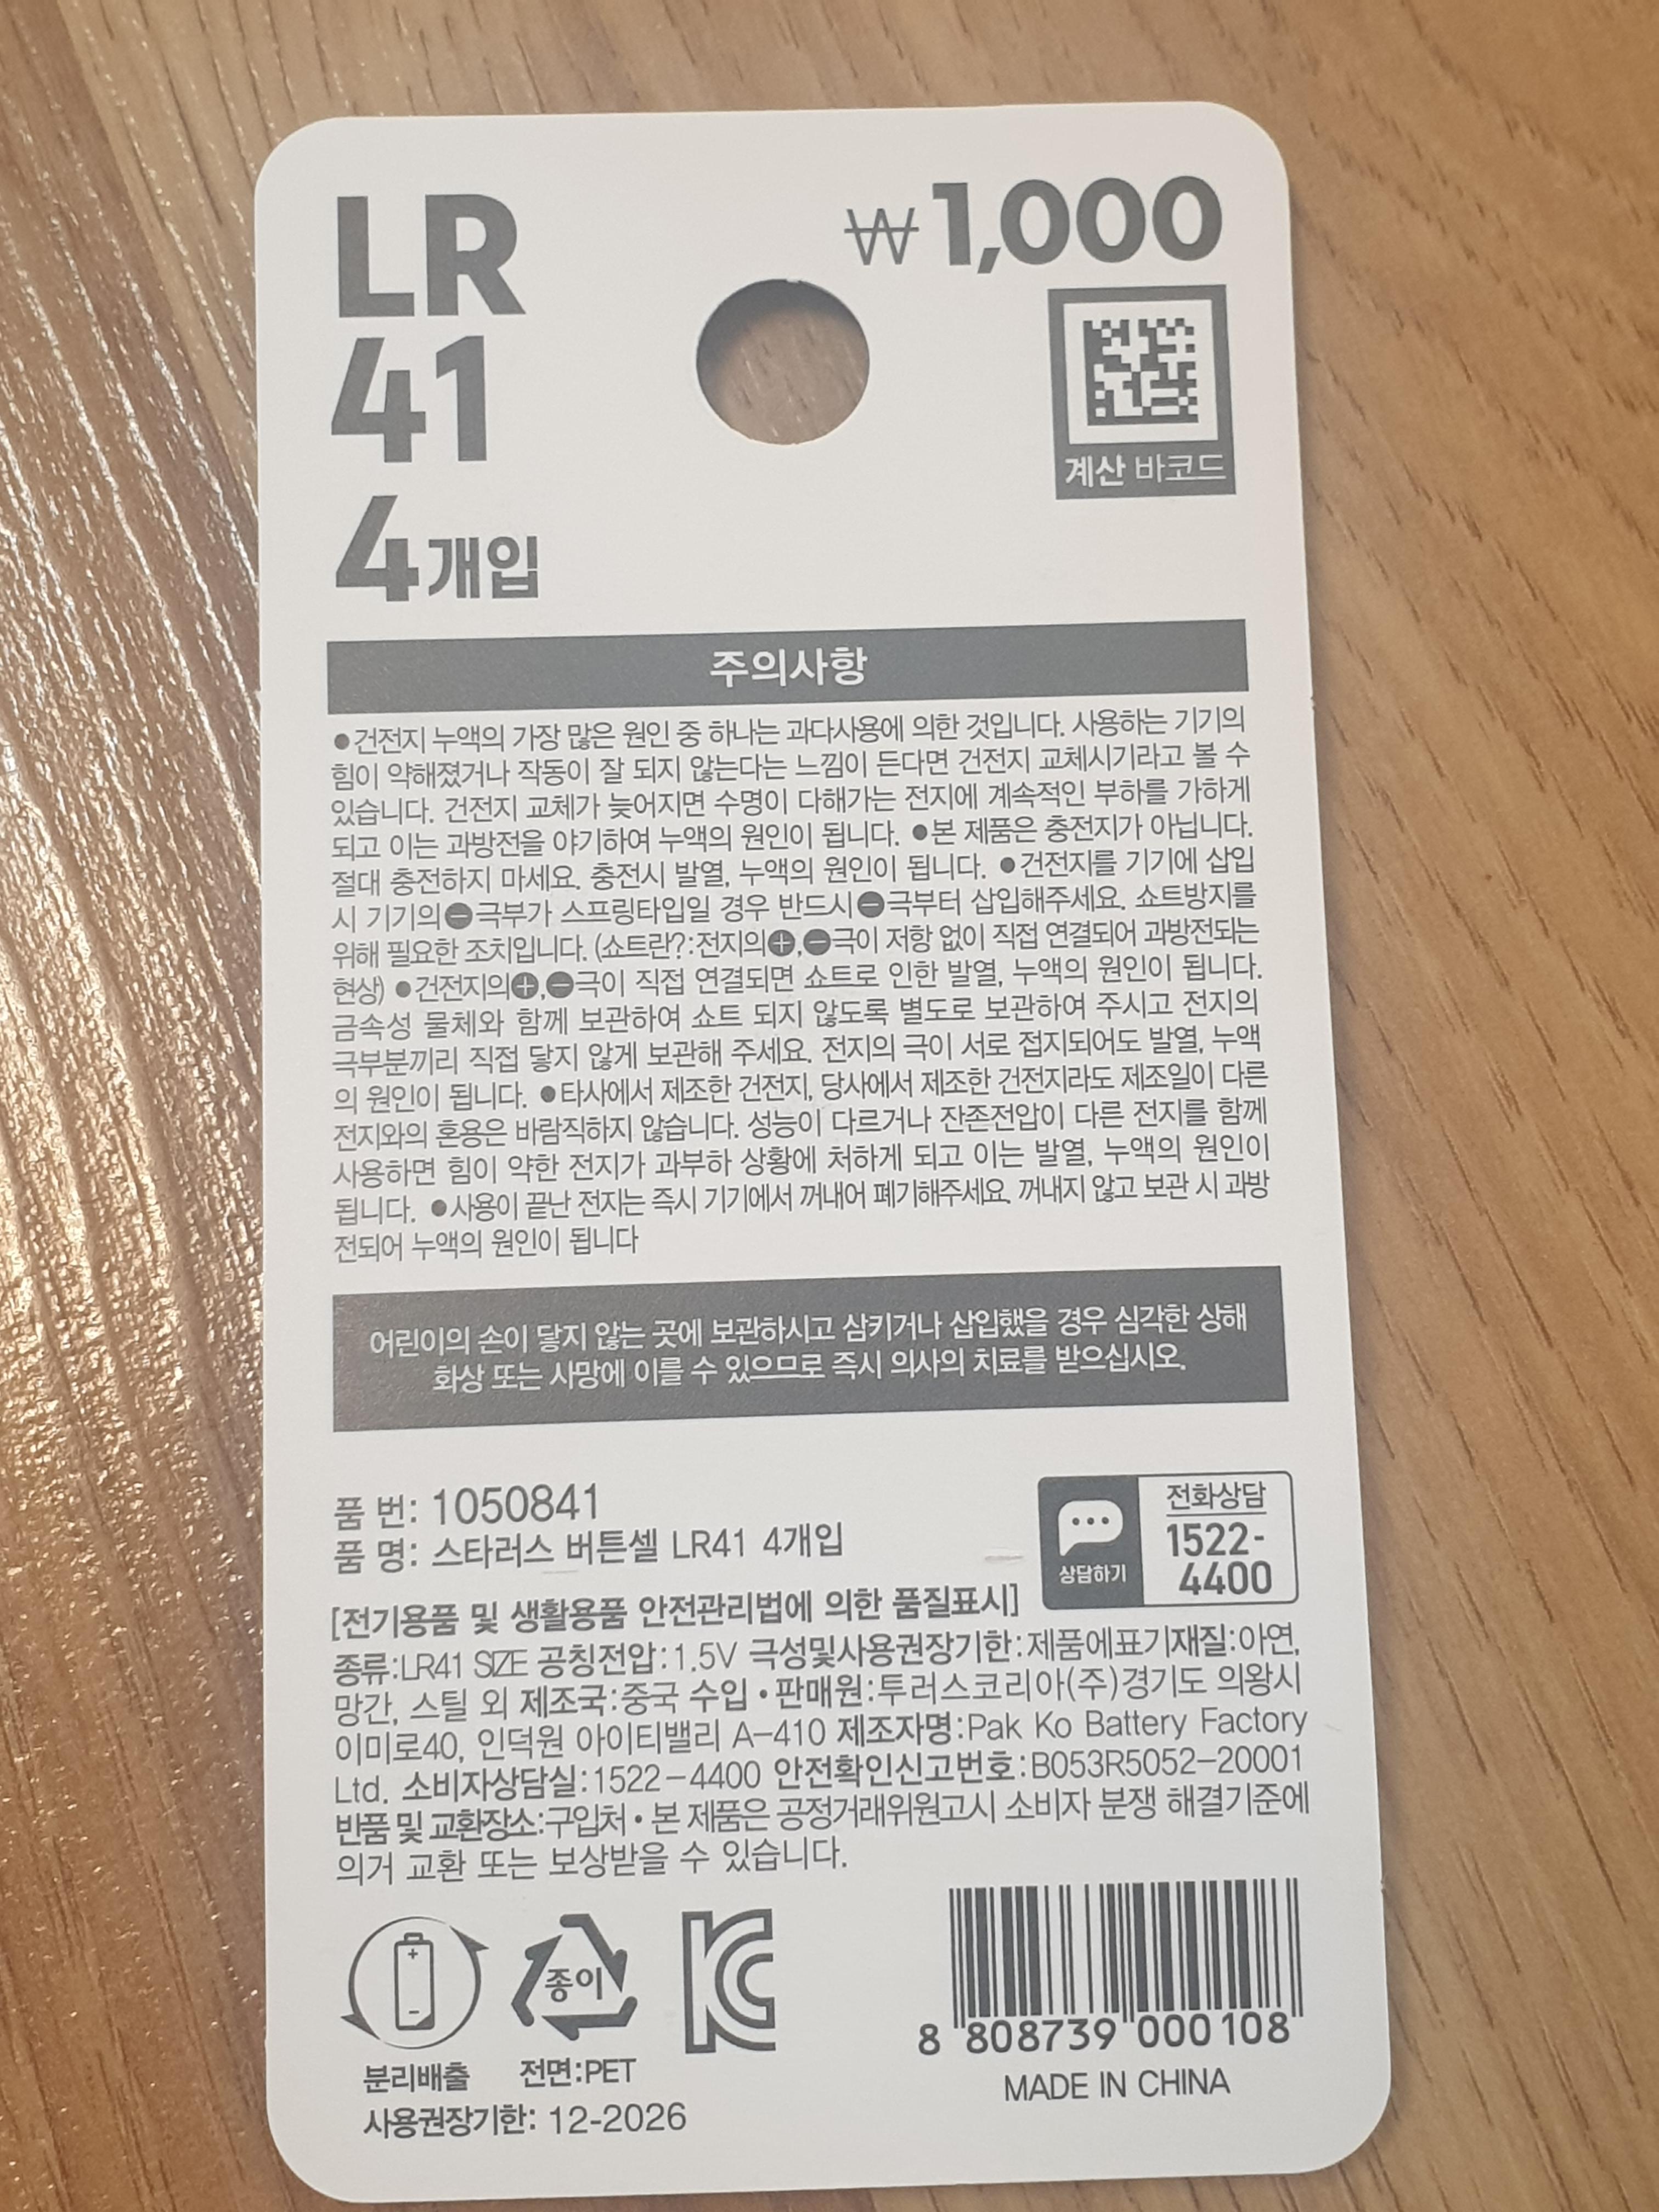 LR
41
4개입
₩1,000
계산 바코드
주의사항
●건전지 누액의 가장 많은 원인 중 하나는 과다사용에 의한 것입니다. 사용하는 기기의
힘이 약해졌거나 작동이 잘 되지 않는다는 느낌이 든다면 건전지 교체시기라고 볼 수
있습니다. 건전지 교체가 늦어지면 수명이 다해가는 전지에 계속적인 부하를 가하게
되고 이는 과방전을 야기하여 누액의 원인이 됩니다. ●본 제품은 충전지가 아닙니다.
절대 충전하지 마세요. 충전시 발열, 누액의 원인이 됩니다. ●건전지를 기기에 삽입
시 기기의⊖극부가 스프링타입일 경우 반드시⊖극부터 삽입해주세요. 쇼트방지를
위해 필요한 조치입니다. (쇼트란?:전지의⊕,⊖극이 저항 없이 직접 연결되어 과방전되는
현상) ●건전지의⊕,⊖극이 직접 연결되면 쇼트로 인한 발열, 누액의 원인이 됩니다.
금속성 물체와 함께 보관하여 쇼트 되지 않도록 별도로 보관하여 주시고 전지의
극부분끼리 직접 닿지 않게 보관해 주세요. 전지의 극이 서로 접지되어도 발열, 누액
의 원인이 됩니다. ●타사에서 제조한 건전지, 당사에서 제조한 건전지라도 제조일이 다른
전지와의 혼용은 바람직하지 않습니다. 성능이 다르거나 잔존전압이 다른 전지를 함께
사용하면 힘이 약한 전지가 과부하 상황에 처하게 되고 이는 발열, 누액의 원인이
됩니다. ●사용이 끝난 전지는 즉시 기기에서 꺼내어 폐기해주세요. 꺼내지 않고 보관 시 과방
전되어 누액의 원인이 됩니다
어린이의 손이 닿지 않는 곳에 보관하시고 삼키거나 삽입했을 경우 심각한 상해
화상 또는 사망에 이를 수 있으므로 즉시 의사의 치료를 받으십시오.
품 번: 1050841
품 명: 스타러스 버튼셀 LR41 4개입
상담하기
전화상담
1522-
4400
[전기용품 및 생활용품 안전관리법에 의한 품질표시]
종류:LR41 SIZE 공칭전압:1.5V 극성및사용권장기한:제품에표기재질:아연,
망간, 스틸 외 제조국:중국 수입•판매원:투러스코리아(주)경기도 의왕시
이미로40, 인덕원 아이티밸리 A-410 제조자명:Pak Ko Battery Factory
Ltd. 소비자상담실:1522-4400 안전확인신고번호:B053R5052-20001
반품 및 교환장소:구입처•본 제품은 공정거래위원고시 소비자 분쟁 해결기준에
의거 교환 또는 보상받을 수 있습니다.
종이
분리배출
전면:PET
사용권장기한: 12-2026
8 808739 000108
MADE IN CHINA